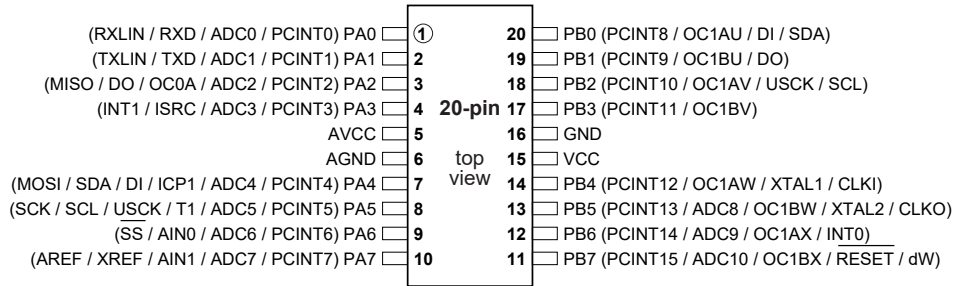 (RXLIN / RXD / ADC0 / PCINT0) PA0 1 20 PB0 (PCINT8 / OC1AU / DI / SDA)
(TXLIN / TXD / ADC1 / PCINT1) PA1 2 19 PB1 (PCINT9 / OC1BU / DO)
(MISO / DO / OC0A / ADC2 / PCINT2) PA2 3 18 PB2 (PCINT10 / OC1AV / USCK / SCL)
(INT1 / ISRC / ADC3 / PCINT3) PA3 4 20-pin 17 PB3 (PCINT11 / OC1BV)
AVCC 5 16 GND
AGND 6 top 15 VCC
view
(MOSI / SDA / DI / ICP1 / ADC4 / PCINT4) PA4 7 14 PB4 (PCINT12 / OC1AW / XTAL1 / CLKI)
(SCK / SCL / USCK / T1 / ADC5 / PCINT5) PA5 8 13 PB5 (PCINT13 / ADC8 / OC1BW / XTAL2 / CLKO)
(SS / AIN0 / ADC6 / PCINT6) PA6 9 12 PB6 (PCINT14 / ADC9 / OC1AX / INT0)
(AREF / XREF / AIN1 / ADC7 / PCINT7) PA7 10 11 PB7 (PCINT15 / ADC10 / OC1BX / RESET / dW)